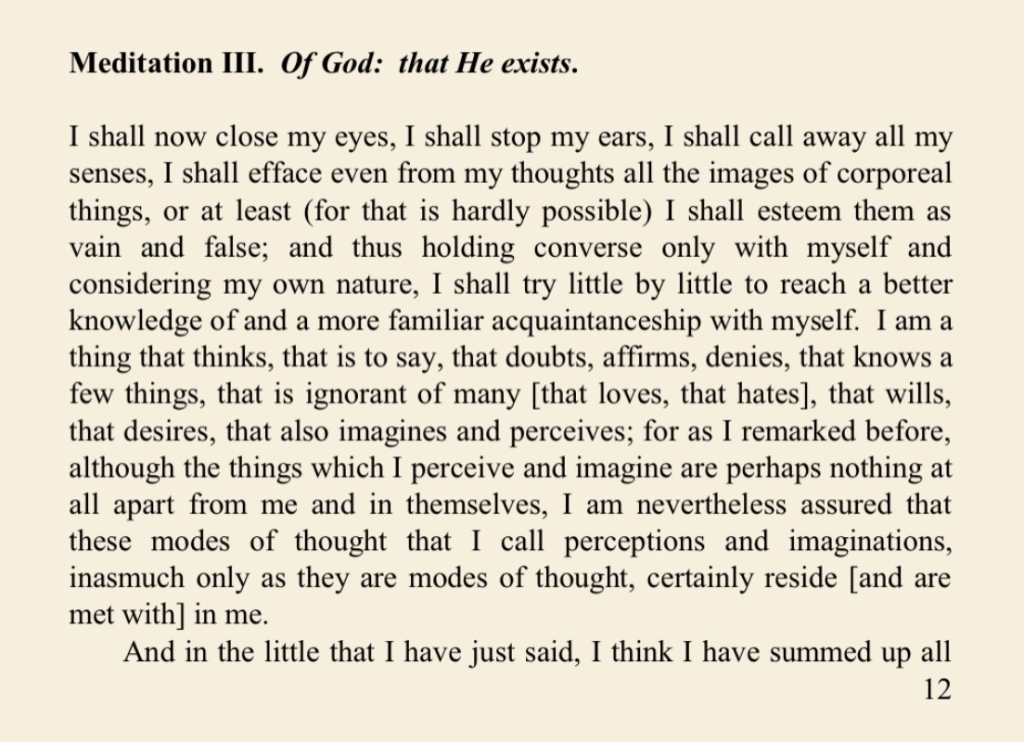 Meditation III. Of God: that He exists.
I shall now close my eyes, I shall stop my ears, I shall call away all my
senses, I shall efface even from my thoughts all the images of corporeal
things, or at least (for that is hardly possible) I shall esteem them as
vain and false; and thus holding converse only with myself and
considering my own nature, I shall try little by little to reach a better
knowledge of and a more familiar acquaintanceship with myself. I am a
thing that thinks, that is to say, that doubts, affirms, denies, that knows a
few things, that is ignorant of many [that loves, that hates], that wills,
that desires, that also imagines and perceives; for as I remarked before,
although the things which I perceive and imagine are perhaps nothing at
all apart from me and in themselves, I am nevertheless assured that
these modes of thought that I call perceptions and imaginations,
inasmuch only as they are modes of thought, certainly reside [and are
met with] in me.
And in the little that I have just said, I think I have summed up all
12